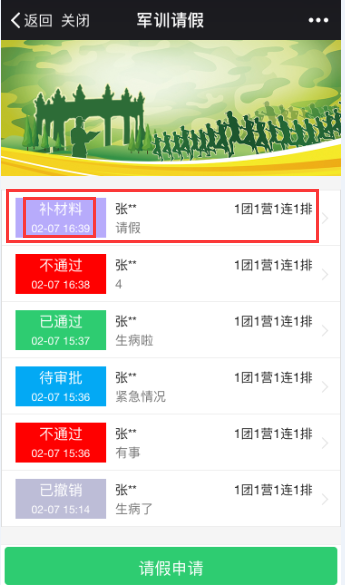 返回 关闭 军训请假
补材料 张** 1团1营1连1排
02-07 16:39 请假
不通过 张** 1团1营1连1排
02-07 16:38 4
已通过 张** 1团1营1连1排
02-07 15:37 生病啦
待审批 张** 1团1营1连1排
02-07 15:36 紧急情况
不通过 张** 1团1营1连1排
02-07 15:36 有事
已撤销 张** 1团1营1连1排
02-07 15:14 生病了
请假申请